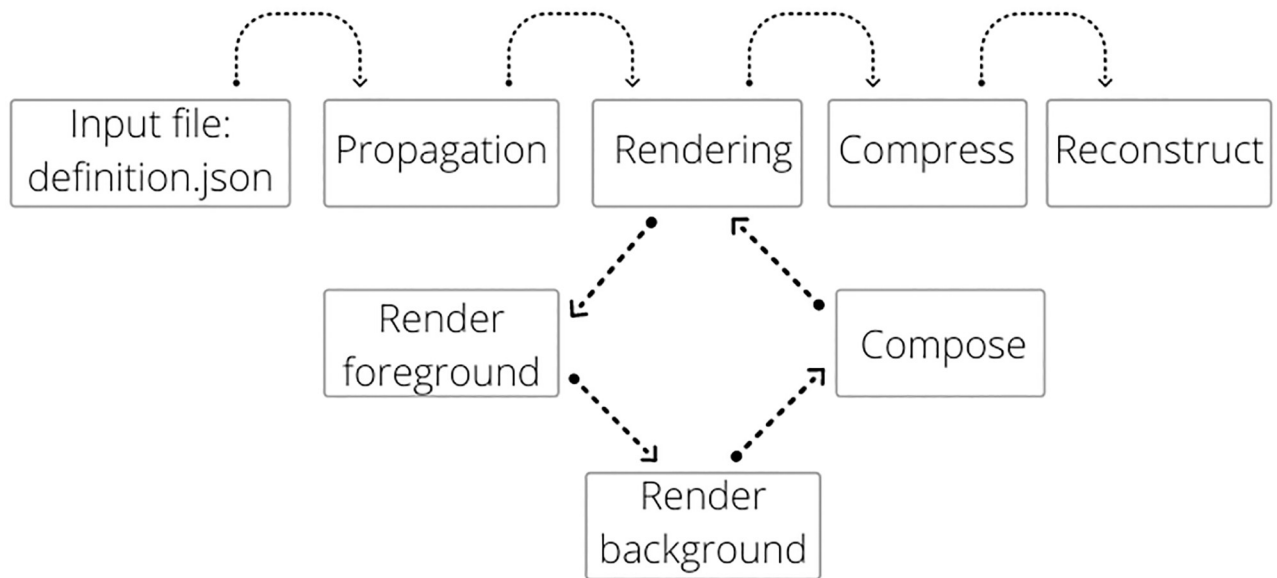 Input file:
definition.json
Propagation
Rendering
Compress
Reconstruct
Render
foreground
Compose
Render
background